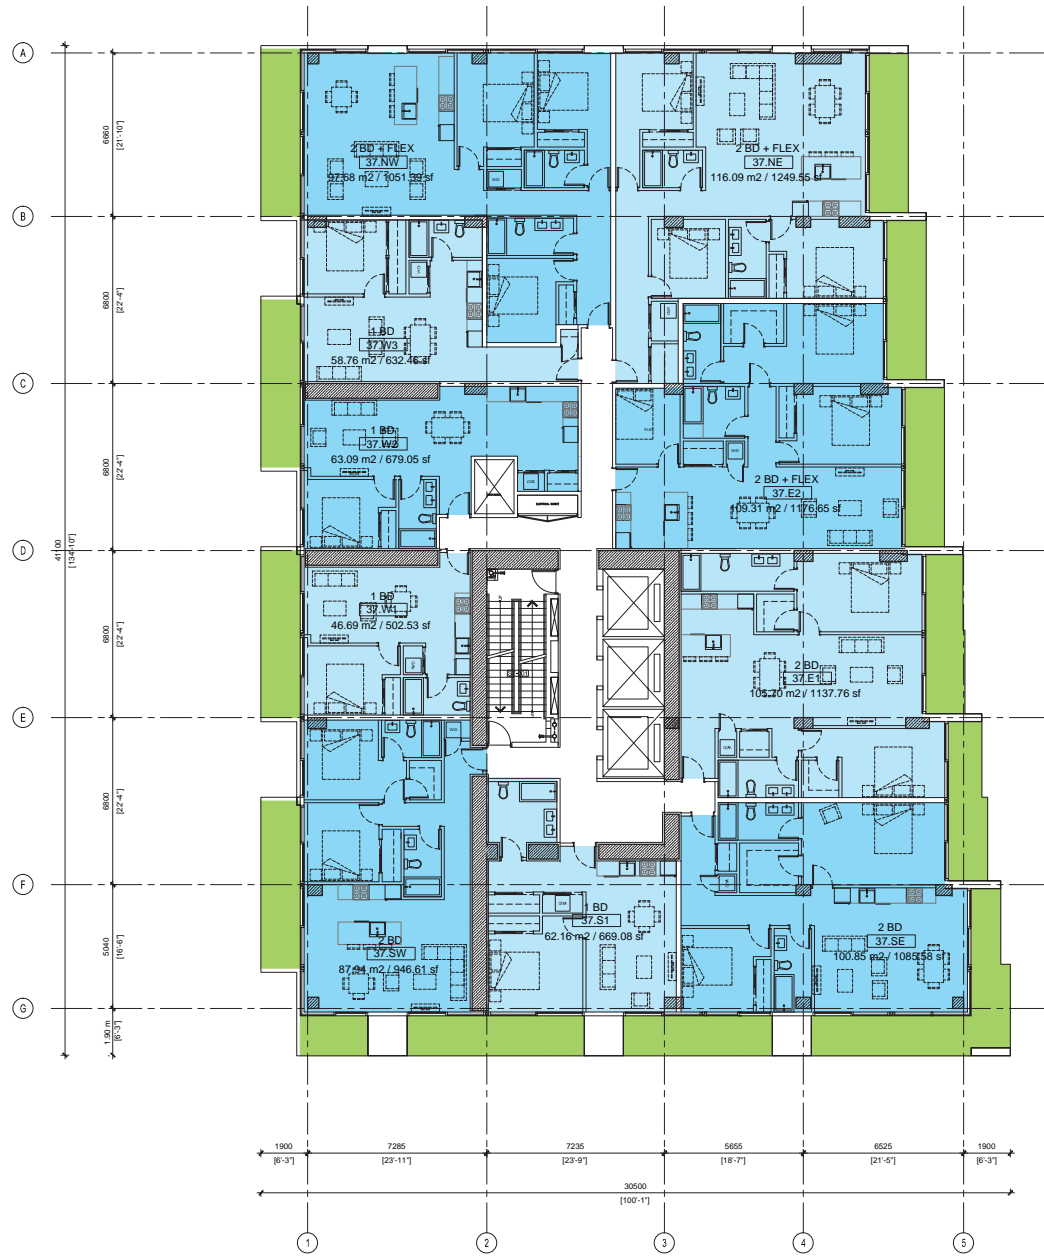 A
B
C
D
E
F
G
6660
[21'-10"]
6800
[22'-4"]
6800
[22'-4"]
6800
[22'-4"]
6800
[22'-4"]
5040
[16'-6"]
1.90 m
[6'-3"]
41100
[134'-10"]
2 BD + FLEX
37.NW
97.68 m2 / 1051.39 sf
2 BD + FLEX
37.NE
116.09 m2 / 1249.55 sf
1 BD
37.W3
58.76 m2 / 632.46 sf
1 BD
37.W2
63.09 m2 / 679.05 sf
2 BD + FLEX
37.E2
109.31 m2 / 1176.65 sf
ELECTRICAL CLOSET
1 BD
37.W1
46.69 m2 / 502.53 sf
2 BD
37.E1
105.70 m2 / 1137.76 sf
2 BD
37.SW
87.94 m2 / 946.61 sf
1 BD
37.S1
62.16 m2 / 669.08 sf
2 BD
37.SE
100.85 m2 / 1085.58 sf
1900
[6'-3"]
7285
[23'-11"]
7235
[23'-9"]
5655
[18'-7"]
6525
[21'-5"]
1900
[6'-3"]
30500
[100'-1"]
1
2
3
4
5